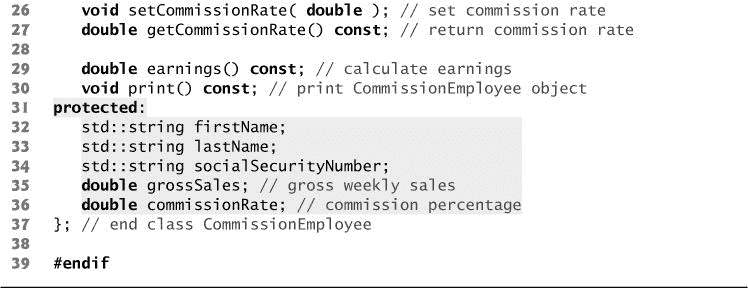 26 void setCommissionRate( double ); // set commission rate
27 double getCommissionRate() const; // return commission rate
28
29 double earnings() const; // calculate earnings
30 void print() const; // print CommissionEmployee object
31 protected:
32 std::string firstName;
33 std::string lastName;
34 std::string socialSecurityNumber;
35 double grossSales; // gross weekly sales
36 double commissionRate; // commission percentage
37 }; // end class CommissionEmployee
38
39 #endif